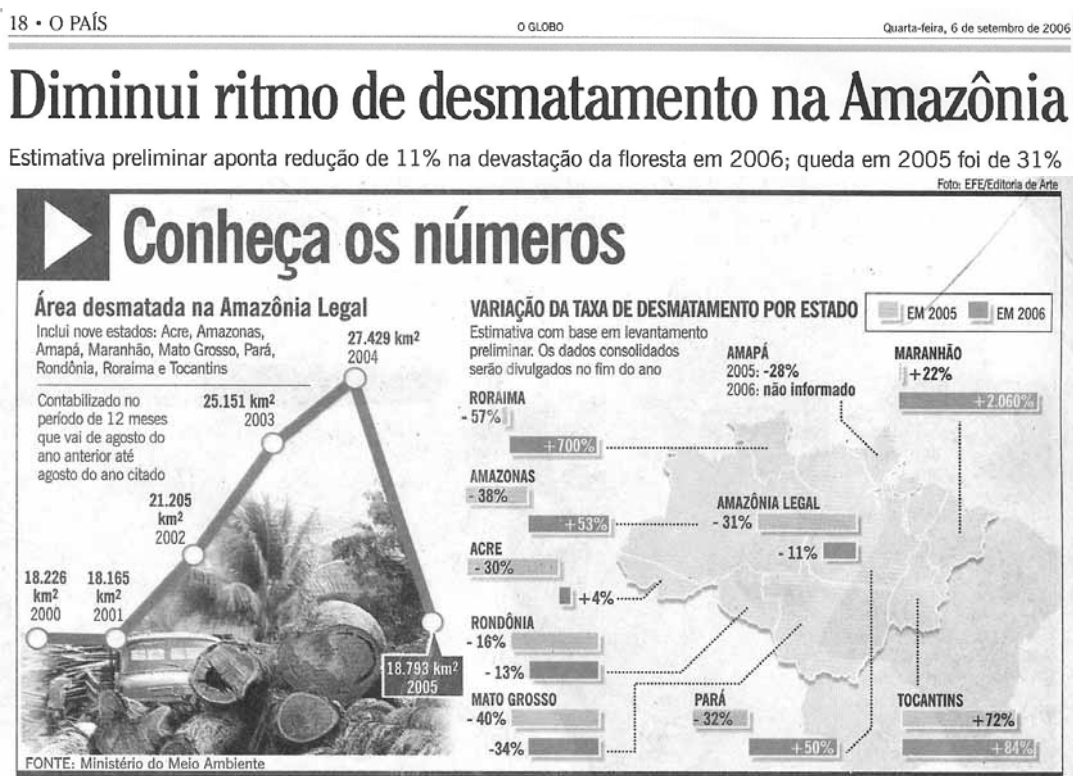 18 • O PAÍS
O GLOBO
Quarta-feira, 6 de setembro de 2006
Diminui ritmo de desmatamento na Amazônia
Estimativa preliminar aponta redução de 11% na devastação da floresta em 2006; queda em 2005 foi de 31%
Foto: EFE/Editoria de Arte
Conheça os números
Área desmatada na Amazônia Legal
Inclui nove estados: Acre, Amazonas,
Amapá, Maranhão, Mato Grosso, Pará,
Rondônia, Roraima e Tocantins
Contabilizado no
período de 12 meses
que vai de agosto do
ano anterior até
agosto do ano citado
18.226
km²
2000
18.165
km²
2001
21.205
km²
2002
25.151 km²
2003
27.429 km²
2004
18.793 km²
2005
FONTE: Ministério do Meio Ambiente
VARIAÇÃO DA TAXA DE DESMATAMENTO POR ESTADO
EM 2005
EM 2006
Estimativa com base em levantamento
preliminar. Os dados consolidados
serão divulgados no fim do ano
RORAIMA
- 57%
+700%
AMAZONAS
- 38%
+53%
ACRE
- 30%
+4%
RONDÔNIA
- 16%
- 13%
MATO GROSSO
- 40%
-34%
AMAPÁ
2005: -28%
2006: não informado
MARANHÃO
+22%
+2.060%
AMAZÔNIA LEGAL
- 31%
- 11%
PARÁ
- 32%
+50%
TOCANTINS
+72%
+84%